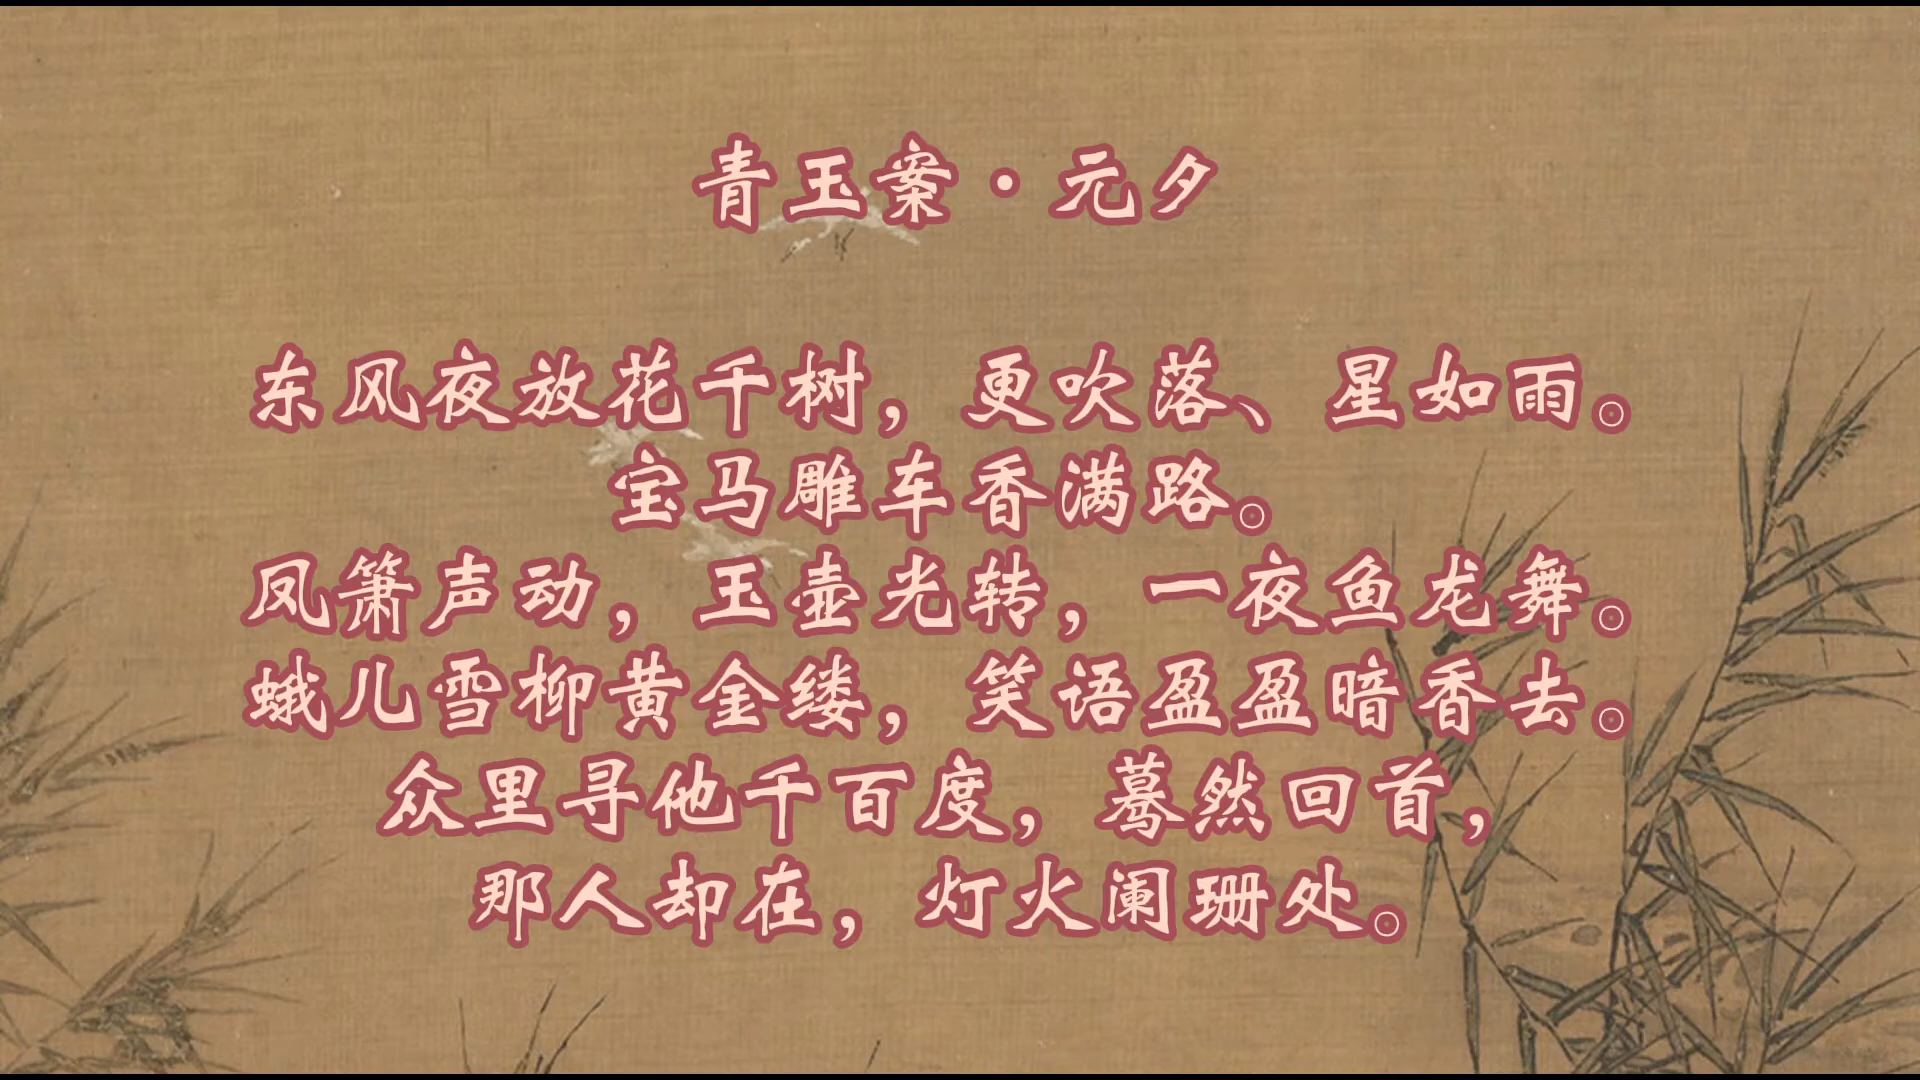 青玉案·元夕
东风夜放花千树，更吹落、星如雨。
宝马雕车香满路。
凤箫声动，玉壶光转，一夜鱼龙舞。
蛾儿雪柳黄金缕，笑语盈盈暗香去。
众里寻他千百度，蓦然回首，
那人却在，灯火阑珊处。